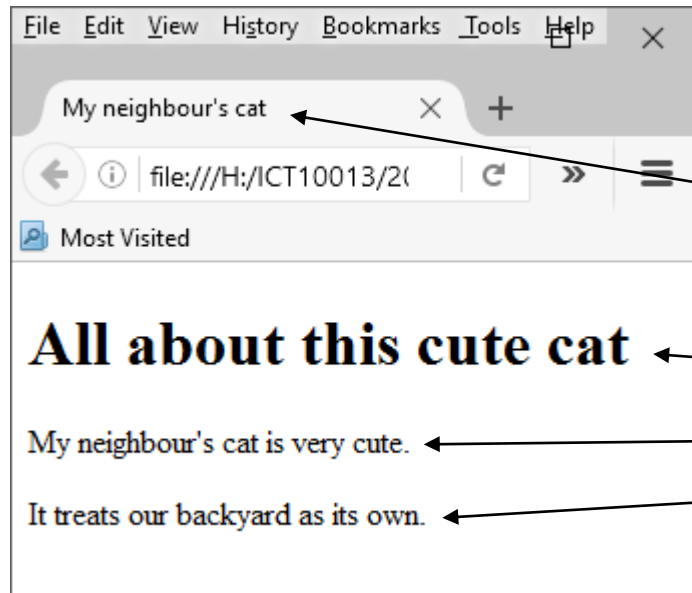 File Edit View History Bookmarks Tools Help
My neighbour's cat
file:///H:/ICT10013/20
Most Visited
All about this cute cat
My neighbour's cat is very cute.
It treats our backyard as its own.